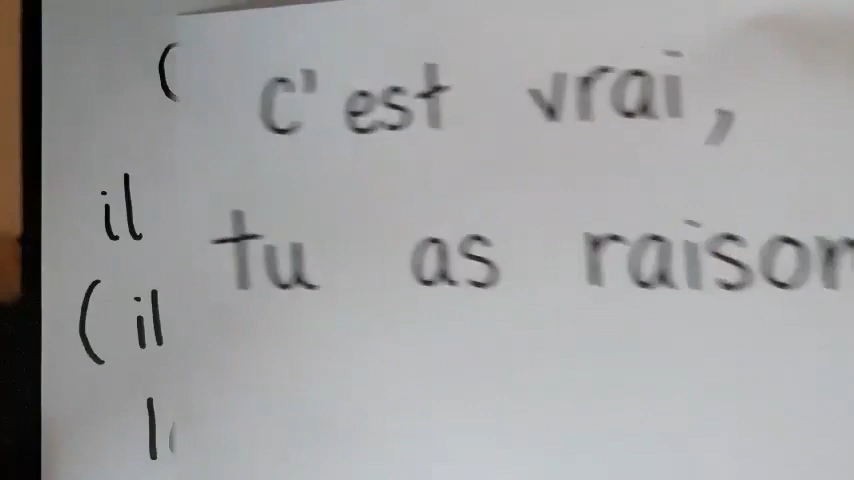 (
c'est vrai,
il
tu as
(il